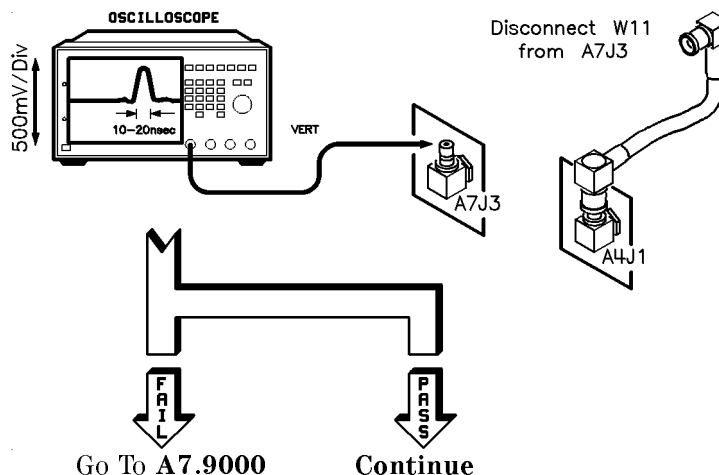 OSCILLOSCOPE
Disconnect W11
from A7J3
500mV/Div
10-20nsec
VERT
A7J3
A4J1
FAIL
PASS
Go To A7.9000
Continue